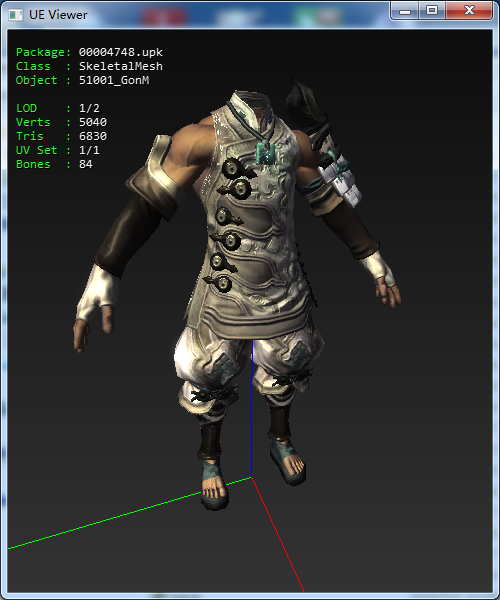 UE Viewer
Package: 00004748.upk
Class : SkeletalMesh
Object : 51001_GonM
LOD : 1/2
Verts : 5040
Tris : 6830
UV Set : 1/1
Bones : 84